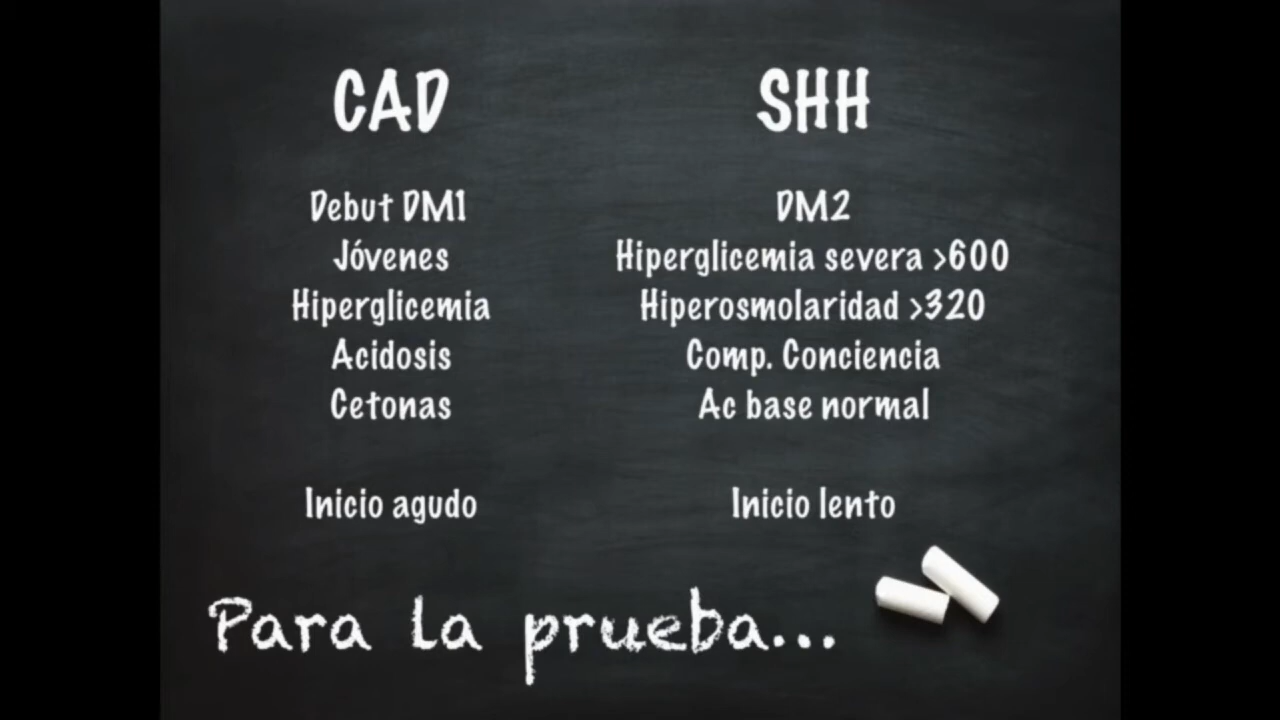 CAD
Debut DM1
Jóvenes
Hiperglicemia
Acidosis
Cetonas
Inicio agudo
SHH
DM2
Hiperglicemia severa >600
Hiperosmolaridad >320
Comp. Conciencia
Ac base normal
Inicio lento
Para la prueba...